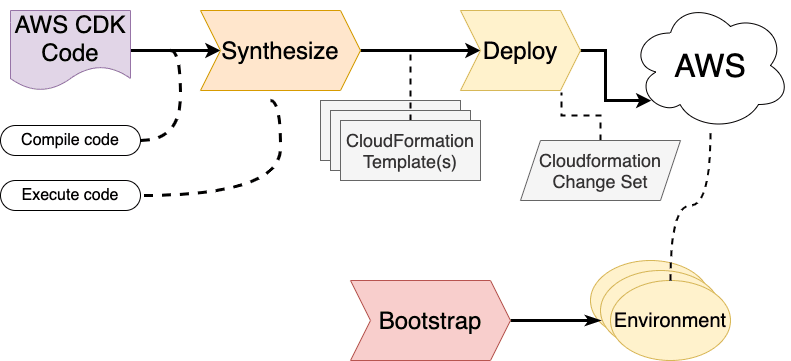 AWS CDK
Code
Synthesize
Deploy
AWS
Compile code
CloudFormation
Template(s)
Cloudformation
Change Set
Execute code
Bootstrap
Environment